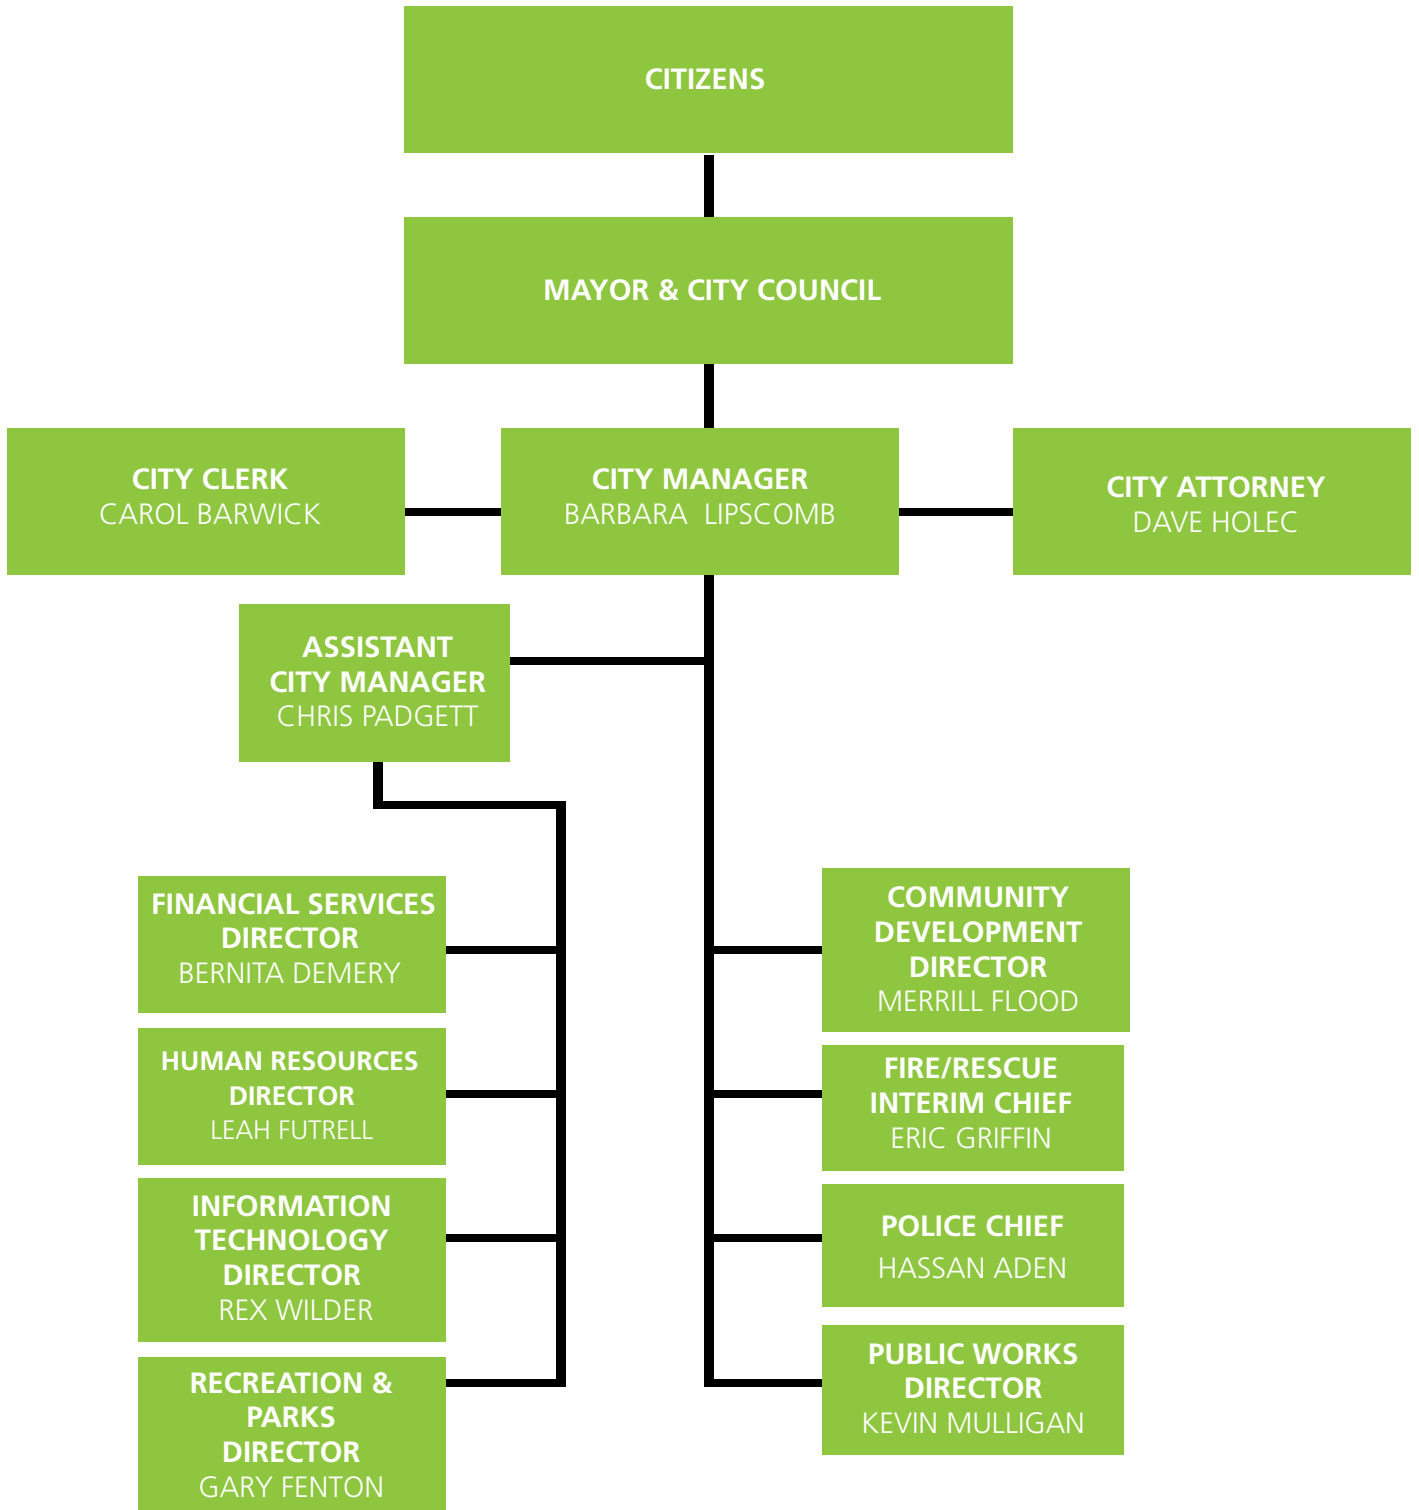 CITIZENS
MAYOR & CITY COUNCIL
CITY CLERK
CAROL BARWICK
CITY MANAGER
BARBARA LIPSCOMB
CITY ATTORNEY
DAVE HOLEC
ASSISTANT
CITY MANAGER
CHRIS PADGETT
FINANCIAL SERVICES
DIRECTOR
BERNITA DEMERY
HUMAN RESOURCES
DIRECTOR
LEAH FUTRELL
INFORMATION
TECHNOLOGY
DIRECTOR
REX WILDER
RECREATION &
PARKS
DIRECTOR
GARY FENTON
COMMUNITY
DEVELOPMENT
DIRECTOR
MERRILL FLOOD
FIRE/RESCUE
INTERIM CHIEF
ERIC GRIFFIN
POLICE CHIEF
HASSAN ADEN
PUBLIC WORKS
DIRECTOR
KEVIN MULLIGAN